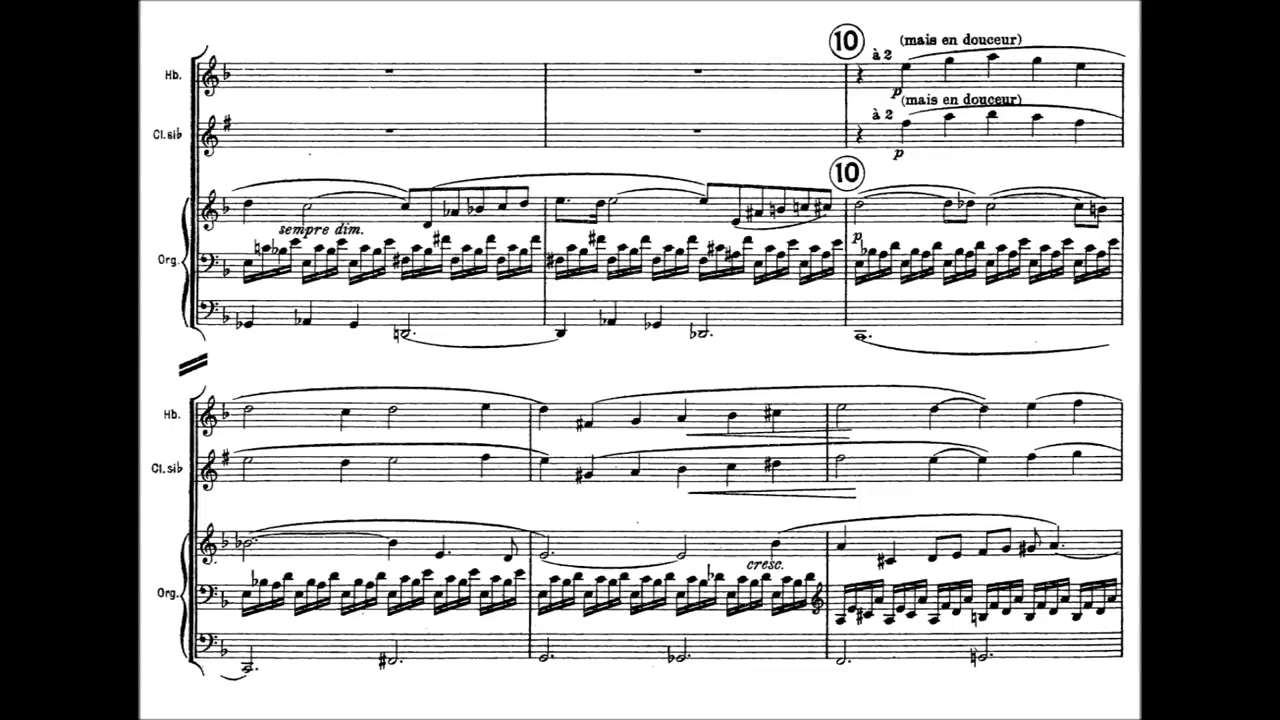 10
à 2 (mais en douceur)
Hb.
p
à 2 (mais en douceur)
Cl.sib
p
10
sempre dim.
p
Org.
Hb.
Cl.sib
cresc.
Org.